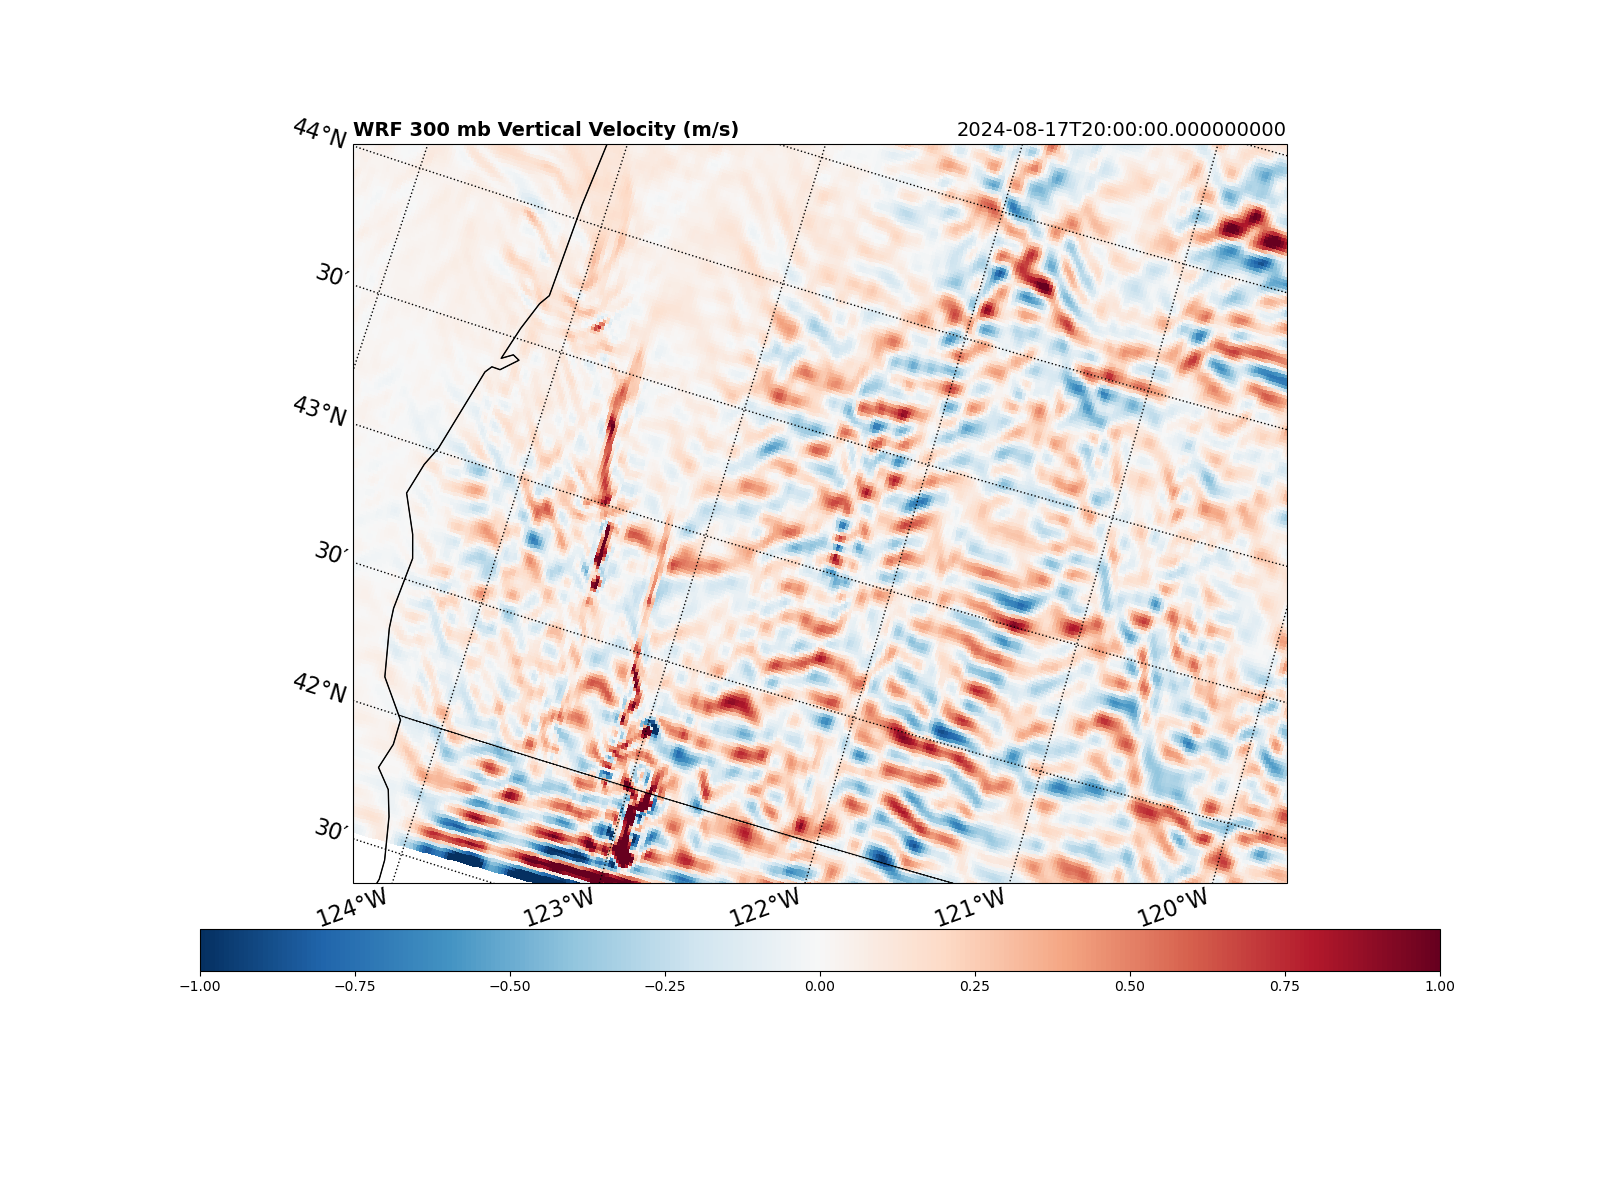 WRF 300 mb Vertical Velocity (m/s) 2024-08-17T20:00:00.000000000
44°N
30′
43°N
30′
42°N
30′
124°W 123°W 122°W 121°W 120°W
−1.00 −0.75 −0.50 −0.25 0.00 0.25 0.50 0.75 1.00